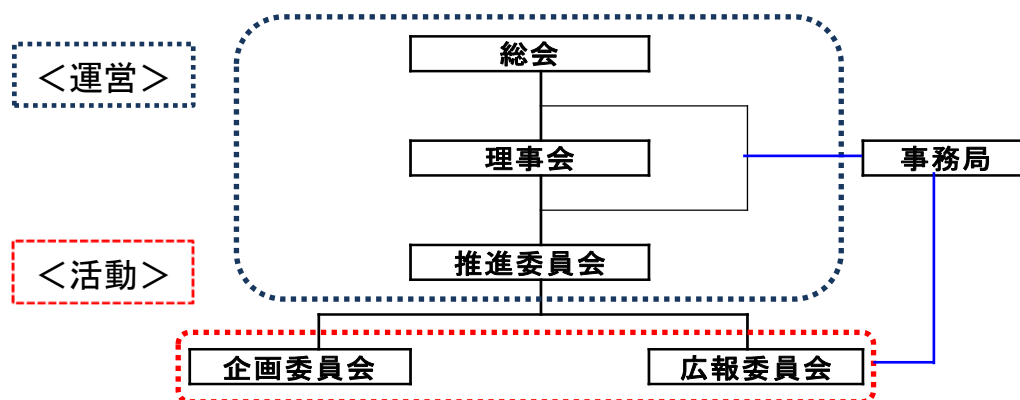 総会
＜運営＞
理事会
事務局
推進委員会
＜活動＞
企画委員会
広報委員会